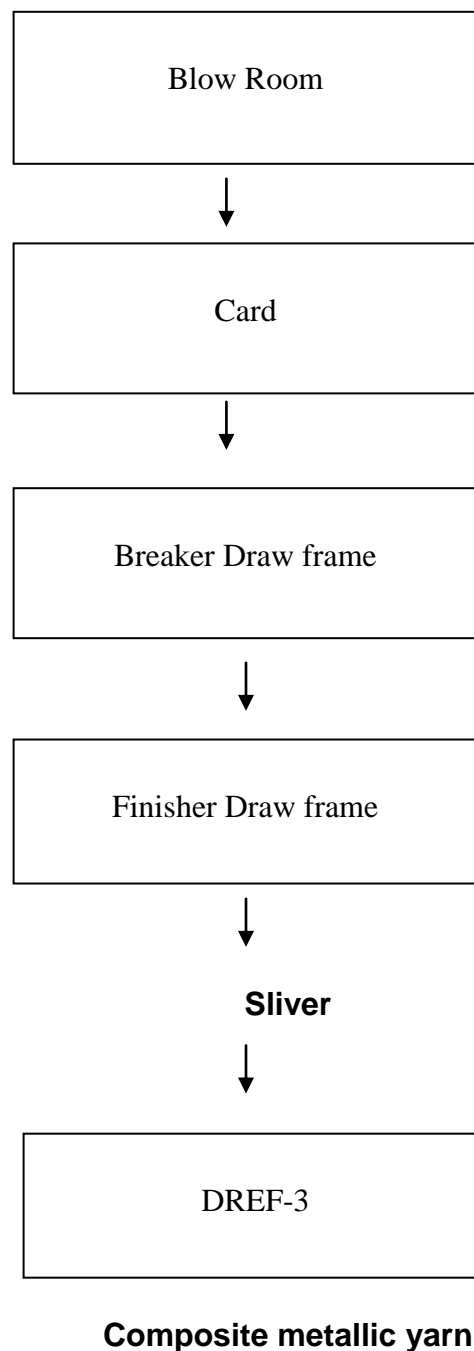 Blow Room
Card
Breaker Draw frame
Finisher Draw frame
Sliver
DREF-3
Composite metallic yarn